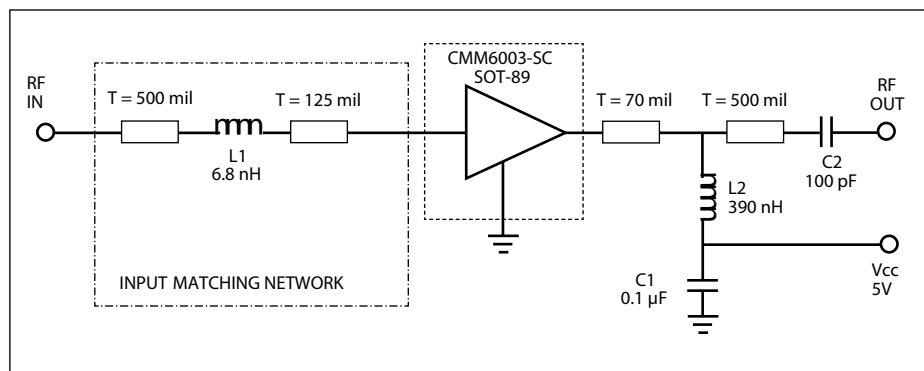 CMM6003-SC
SOT-89
RF
IN
T = 500 mil
T = 125 mil
T = 70 mil
T = 500 mil
RF
OUT
L1
6.8 nH
C2
100 pF
L2
390 nH
INPUT MATCHING NETWORK
C1
0.1 µF
Vcc
5V